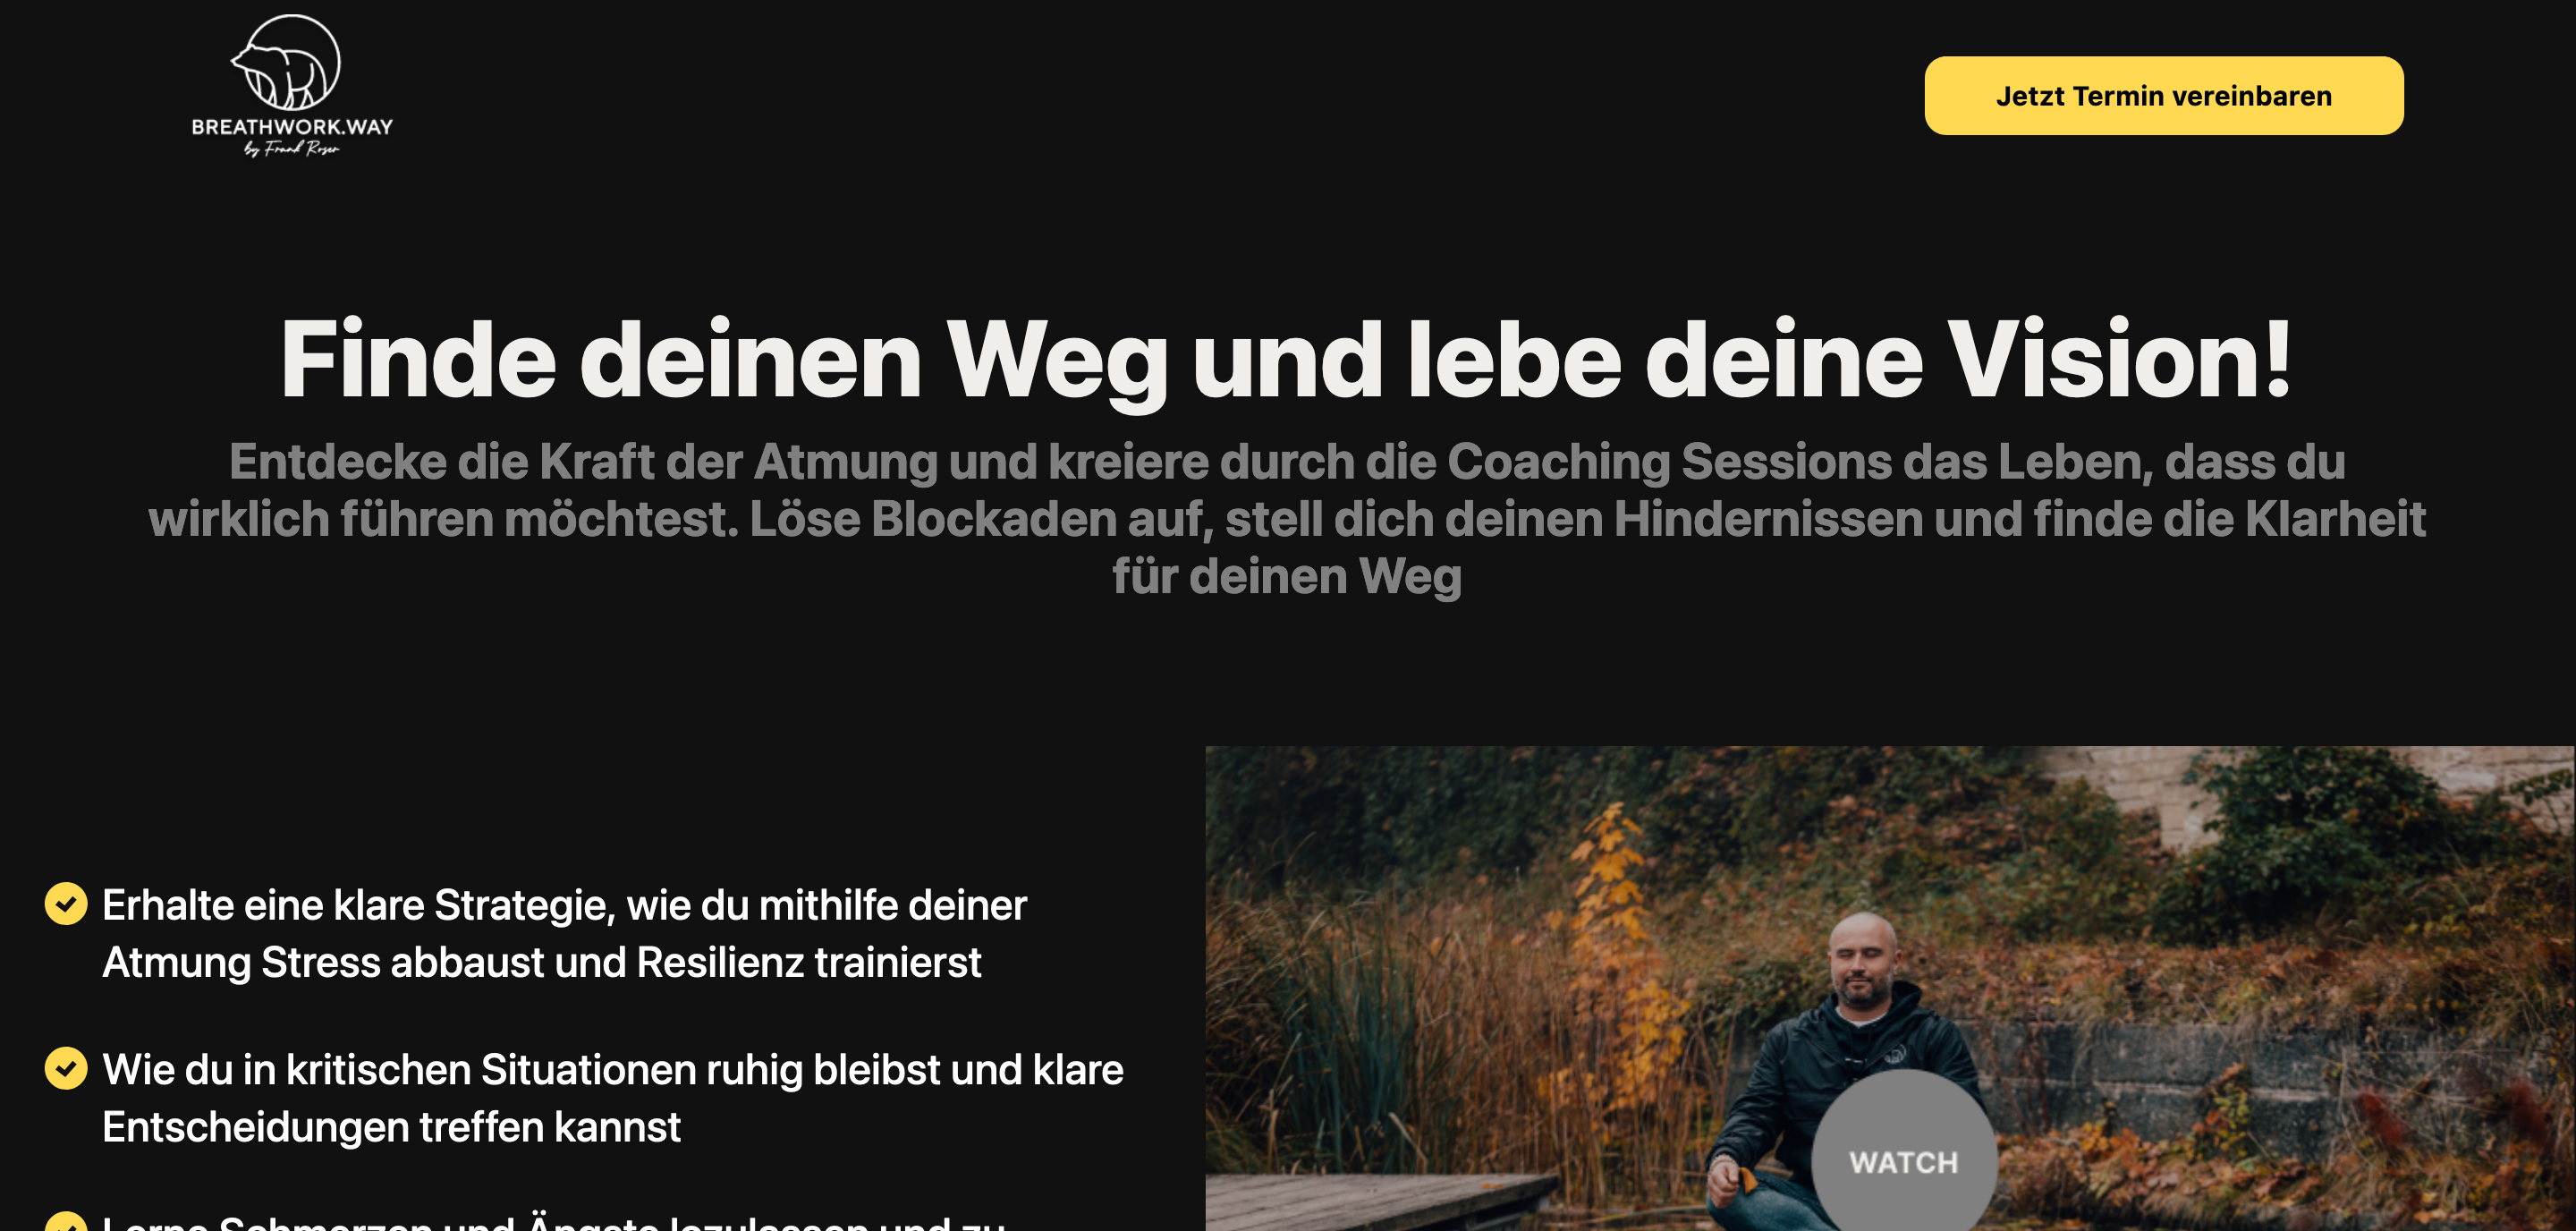 BREATHWORK.WAY
by Frank Roser
Jetzt Termin vereinbaren
Finde deinen Weg und lebe deine Vision!
Entdecke die Kraft der Atmung und kreiere durch die Coaching Sessions das Leben, dass du
wirklich führen möchtest. Löse Blockaden auf, stell dich deinen Hindernissen und finde die Klarheit
für deinen Weg
Erhalte eine klare Strategie, wie du mithilfe deiner
Atmung Stress abbaust und Resilienz trainierst
Wie du in kritischen Situationen ruhig bleibst und klare
Entscheidungen treffen kannst
WATCH
Lerne Schmerzen und Ängste lozulassen und zu